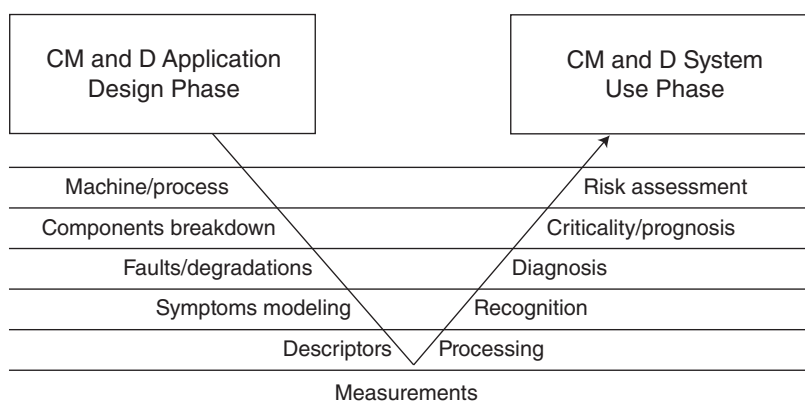 CM and D Application
Design Phase
CM and D System
Use Phase
Machine/process
Risk assessment
Components breakdown
Criticality/prognosis
Faults/degradations
Diagnosis
Symptoms modeling
Recognition
Descriptors
Processing
Measurements